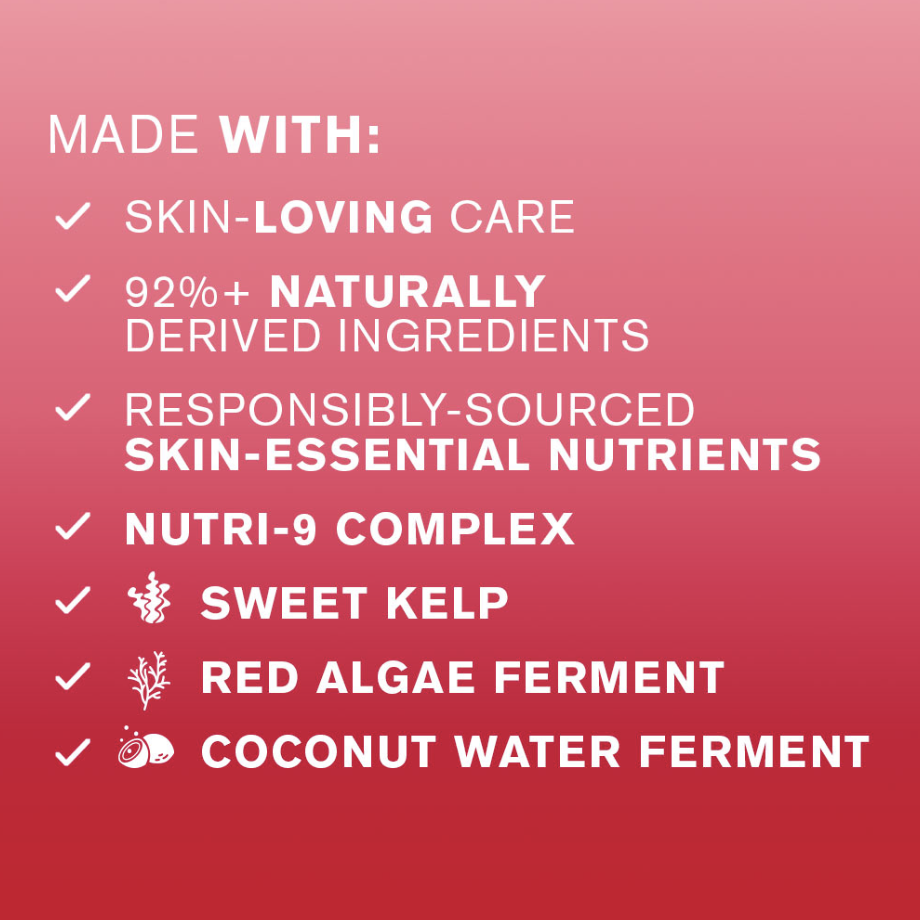 MADE WITH:
SKIN-LOVING CARE
92%+ NATURALLY
DERIVED INGREDIENTS
RESPONSIBLY-SOURCED
SKIN-ESSENTIAL NUTRIENTS
NUTRI-9 COMPLEX
SWEET KELP
RED ALGAE FERMENT
COCONUT WATER FERMENT